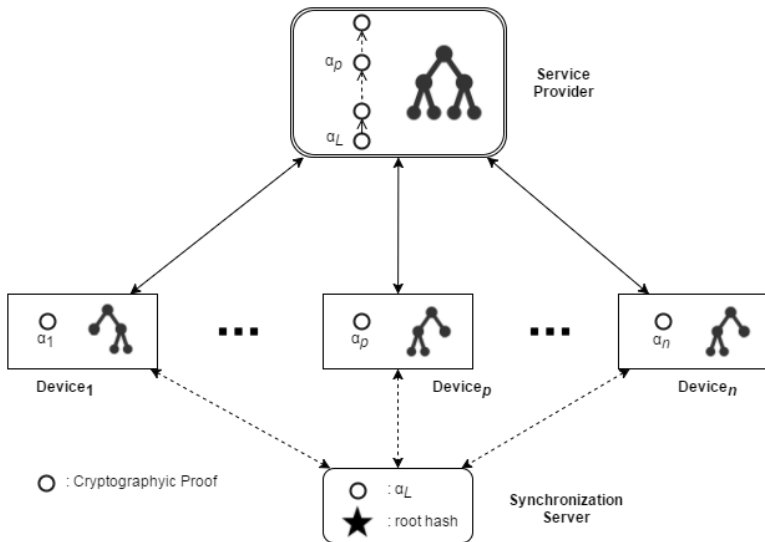 αp
αL
Service
Provider
α1
αp
αn
Device1
Devicep
Devicen
: Cryptographyic Proof
: αL
: root hash
Synchronization
Server